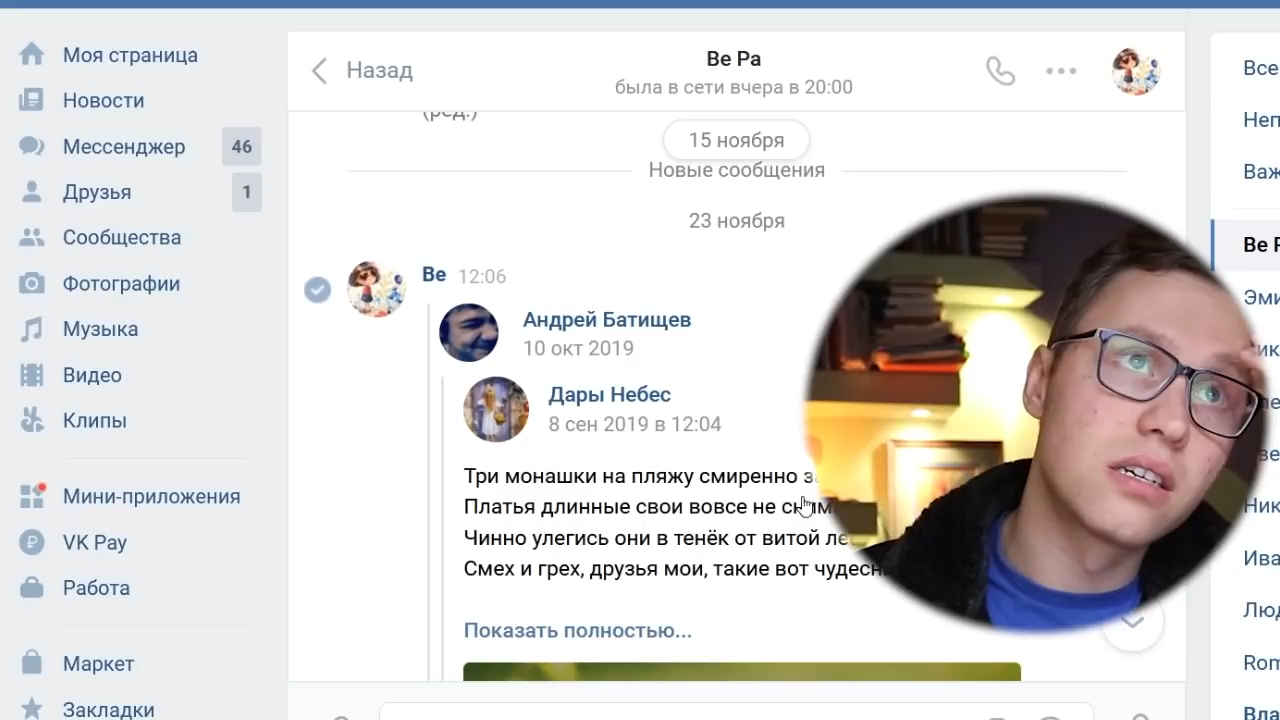 Моя страница
Новости
Мессенджер 46
Друзья 1
Сообщества
Фотографии
Музыка
Видео
Клипы
Мини-приложения
VK Pay
Работа
Маркет
Закладки
Назад
Ве Ра
была в сети вчера в 20:00
(ред.)
15 ноября
Новые сообщения
23 ноября
Ве 12:06
Андрей Батищев
10 окт 2019
Дары Небес
8 сен 2019 в 12:04
Три монашки на пляжу смиренно
Платья длинные свои вовсе не
Чинно улегись они в тенёк от витой
Смех и грех, друзья мои, такие вот
Показать полностью...
Все
Ве